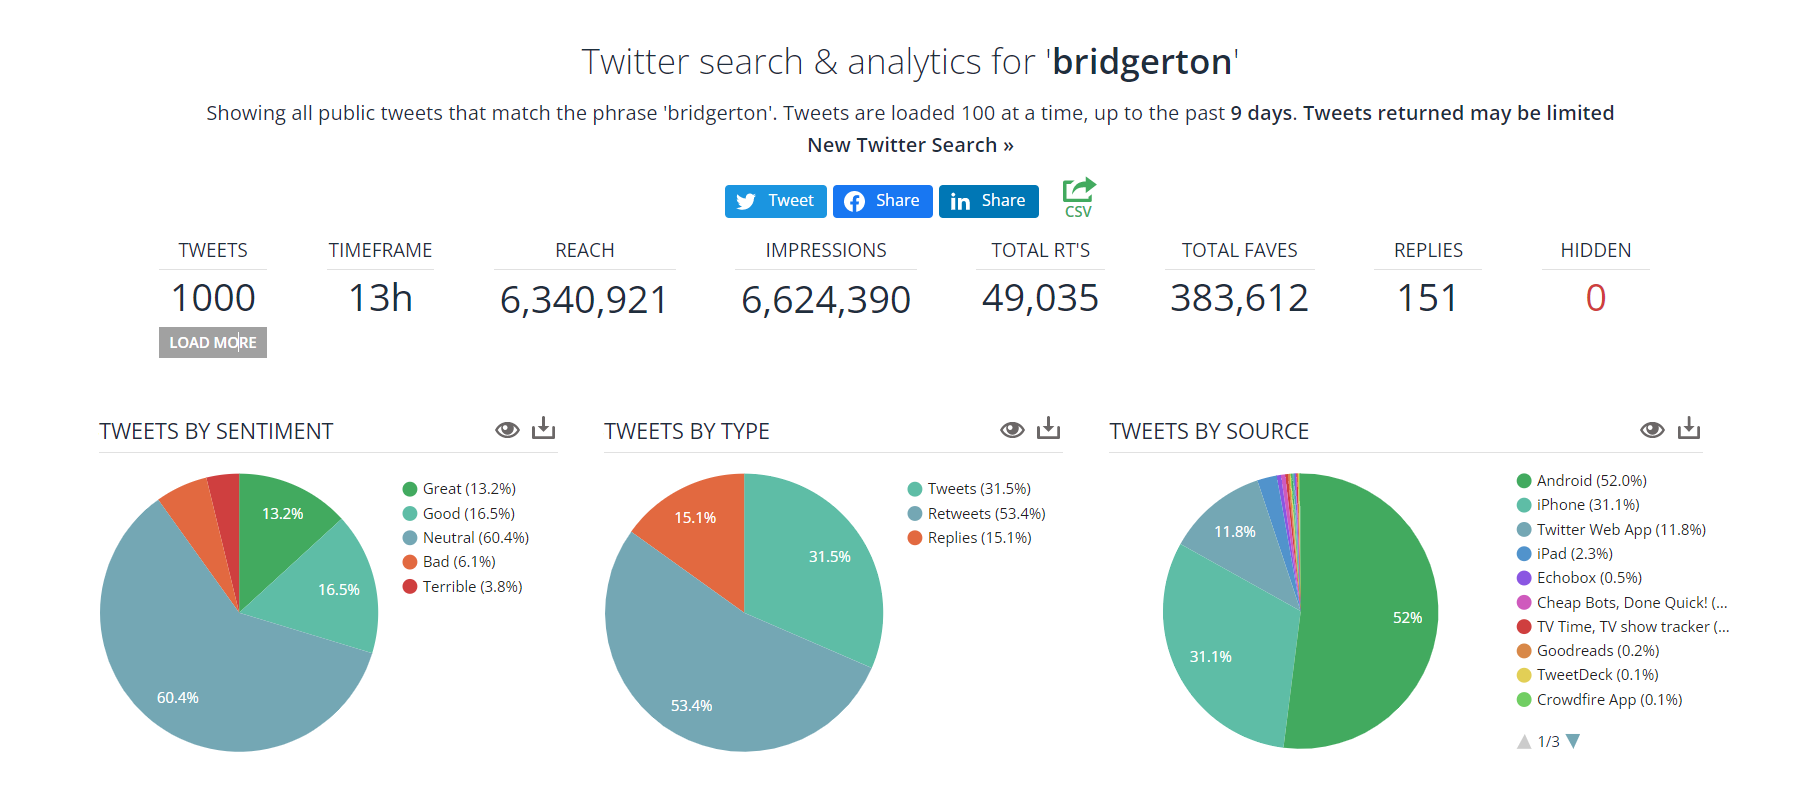 Twitter search & analytics for 'bridgerton'
Showing all public tweets that match the phrase 'bridgerton'. Tweets are loaded 100 at a time, up to the past 9 days. Tweets returned may be limited
New Twitter Search »
Tweet
Share
in Share
CSV
TWEETS
1000
LOAD MORE
TIMEFRAME
13h
REACH
6,340,921
IMPRESSIONS
6,624,390
TOTAL RT'S
49,035
TOTAL FAVES
383,612
REPLIES
151
HIDDEN
0
TWEETS BY SENTIMENT
13.2%
16.5%
60.4%
Great (13.2%)
Good (16.5%)
Neutral (60.4%)
Bad (6.1%)
Terrible (3.8%)
TWEETS BY TYPE
15.1%
31.5%
53.4%
Tweets (31.5%)
Retweets (53.4%)
Replies (15.1%)
TWEETS BY SOURCE
11.8%
52%
31.1%
Android (52.0%)
iPhone (31.1%)
Twitter Web App (11.8%)
iPad (2.3%)
Echobox (0.5%)
Cheap Bots, Done Quick! (...
TV Time, TV show tracker (...
Goodreads (0.2%)
TweetDeck (0.1%)
Crowdfire App (0.1%)
1/3